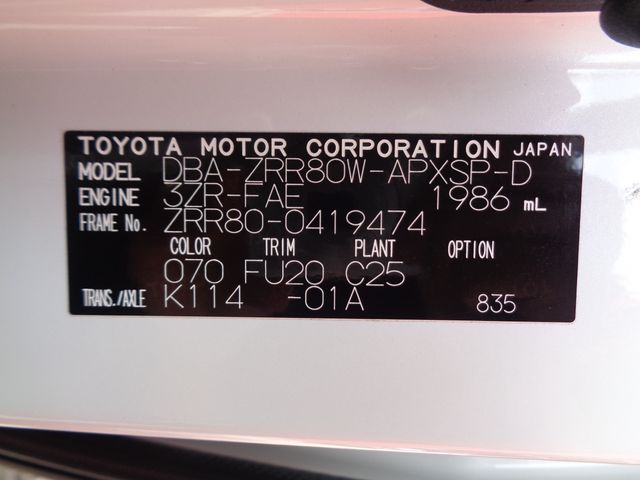 TOYOTA MOTOR CORPORATION JAPAN
MODEL DBA-ZRR80W-APXSP-D
ENGINE 3ZR-FAE 1986 mL
FRAME No. ZRR80-0419474
COLOR TRIM PLANT OPTION
070 FU20 C25
TRANS./AXLE K114 -01A 835